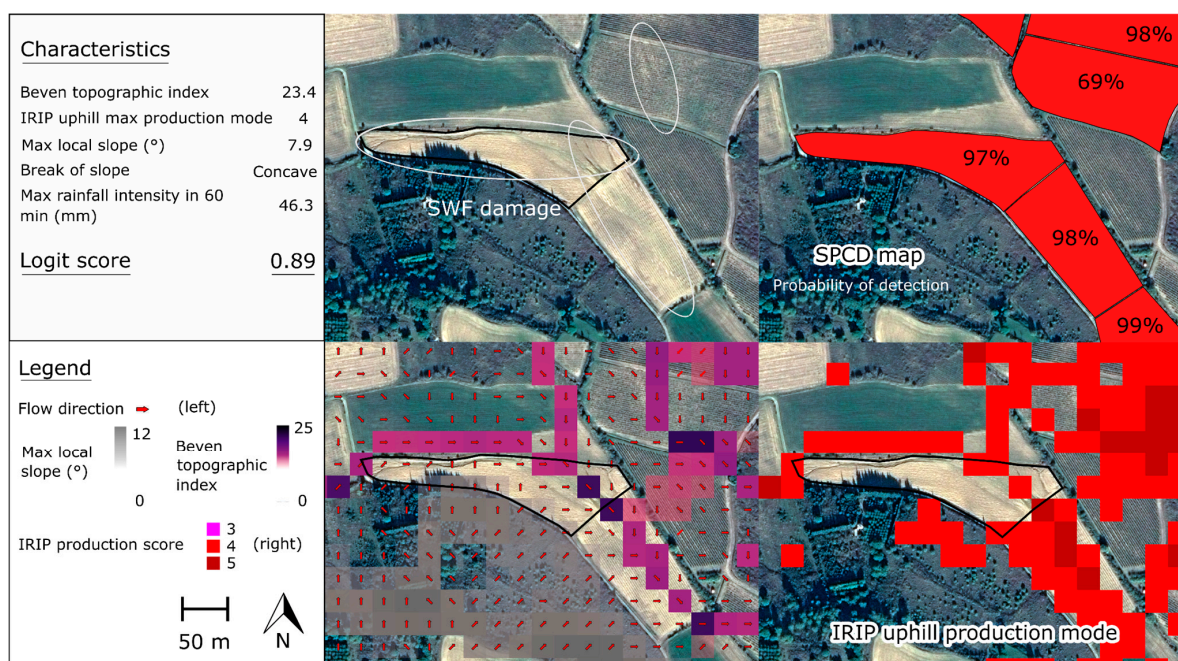 Characteristics
Beven topographic index 23.4
IRIP uphill max production mode 4
Max local slope (°) 7.9
Break of slope Concave
Max rainfall intensity in 60
min (mm) 46.3
Logit score 0.89
SWF damage
98%
69%
97%
98%
99%
SPCD map
Probability of detection
Legend
Flow direction (left)
Max local
slope (°)
12
0
Beven
topographic
index
25
0
IRIP production score (right)
3
4
5
50 m
N
IRIP uphill production mode